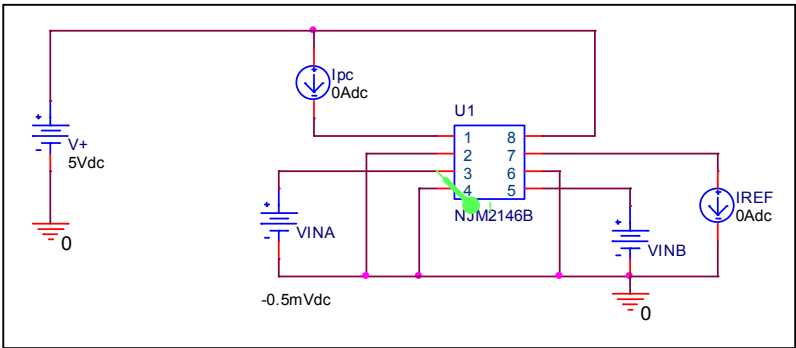 Ipc
0Adc
V+
5Vdc
0
U1
1 8
2 7
3 6
4 5
I
NJM2146B
VINA
-0.5mVdc
VINB
IREF
0Adc
0